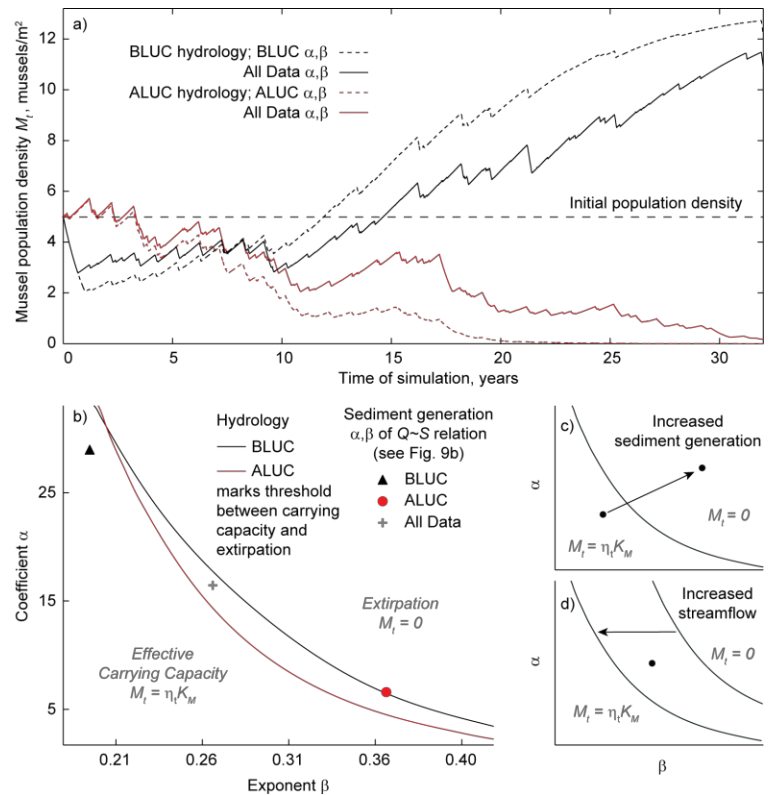 a)
BLUC hydrology; BLUC α,β
All Data α,β
ALUC hydrology; ALUC α,β
All Data α,β
Initial population density
Mussel population density Mₜ, mussels/m²
12
10
8
6
4
2
0
0
5
10
15
20
25
30
Time of simulation, years
b)
Hydrology
BLUC
ALUC
marks threshold
between carrying
capacity and
extirpation
Sediment generation
α,β of Q~S relation
(see Fig. 9b)
BLUC
ALUC
All Data
Extirpation
Mₜ = 0
Effective
Carrying Capacity
Mₜ = ηₜK_M
Coefficient α
25
15
5
0.21
0.26
0.31
0.36
0.40
Exponent β
c)
Increased
sediment generation
α
Mₜ = 0
Mₜ = ηₜK_M
d)
Increased
streamflow
α
Mₜ = 0
Mₜ = ηₜK_M
β